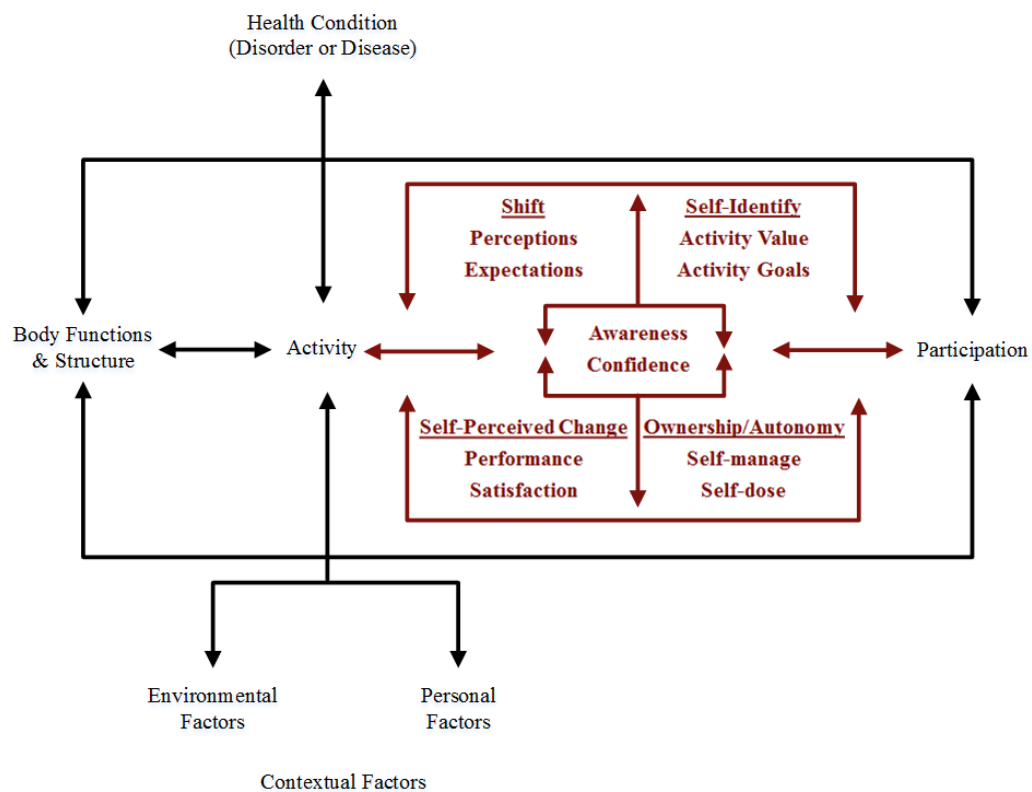 Health Condition
(Disorder or Disease)
Shift
Perceptions
Expectations
Self-Identify
Activity Value
Activity Goals
Body Functions
& Structure
Activity
Awareness
Confidence
Participation
Self-Perceived Change
Performance
Satisfaction
Ownership/Autonomy
Self-manage
Self-dose
Environmental
Factors
Personal
Factors
Contextual Factors